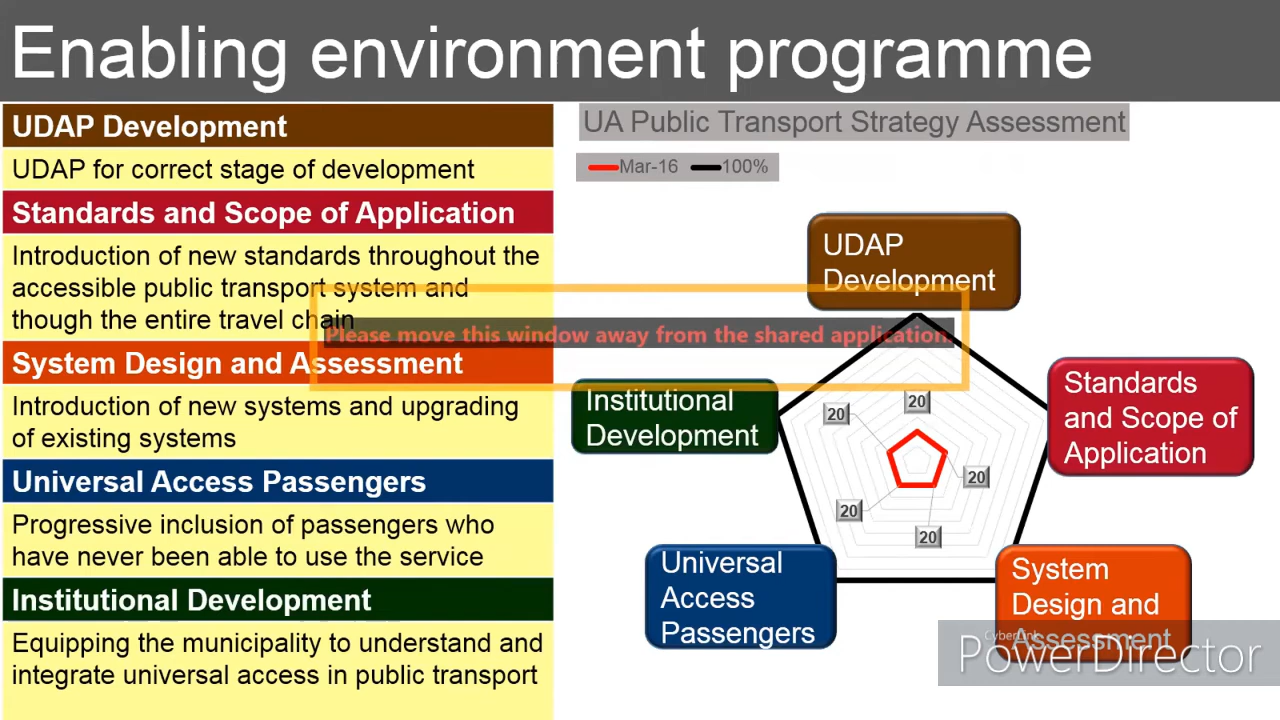 Enabling environment programme
UDAP Development
UDAP for correct stage of development
Standards and Scope of Application
Introduction of new standards throughout the
accessible public transport system and
though the entire travel chain
System Design and Assessment
Introduction of new systems and upgrading
of existing systems
Universal Access Passengers
Progressive inclusion of passengers who
have never been able to use the service
Institutional Development
Equipping the municipality to understand and
integrate universal access in public transport
UA Public Transport Strategy Assessment
Mar-16 100%
Please move this window away from the shared application.
UDAP
Development
Standards
and Scope of
Application
System
Design and
Assessment
Universal
Access
Passengers
Institutional
Development
20
20
20
20
20
CyberLink
PowerDirector